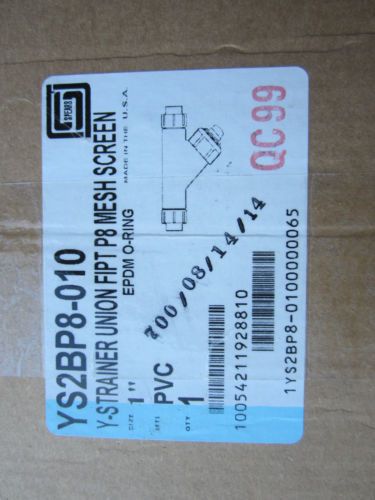 SPEARS
YS2BP8-010
Y-STRAINER UNION FIPT P8 MESH SCREEN
EPDM O-RING
MADE IN THE U.S.A.
SIZE 1"
MATL PVC
QTY 1
700/08/14/14
QC99
10054211928810
1YS2BP8-0100000065